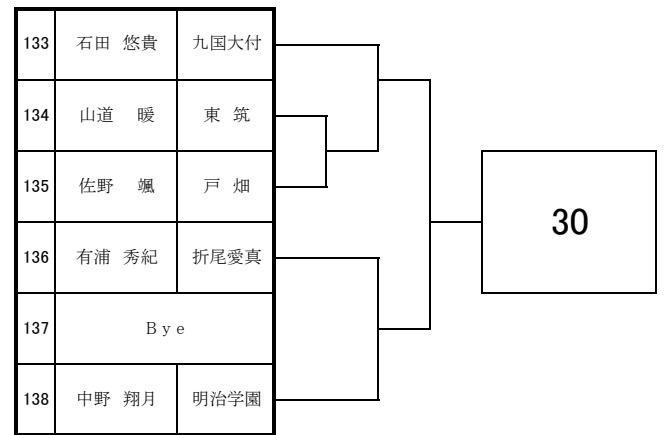 133 石田 悠貴 九国大付
134 山道 暖 東 筑
135 佐野 颯 戸 畑
30
136 有浦 秀紀 折尾愛真
137 Ｂｙｅ
138 中野 翔月 明治学園